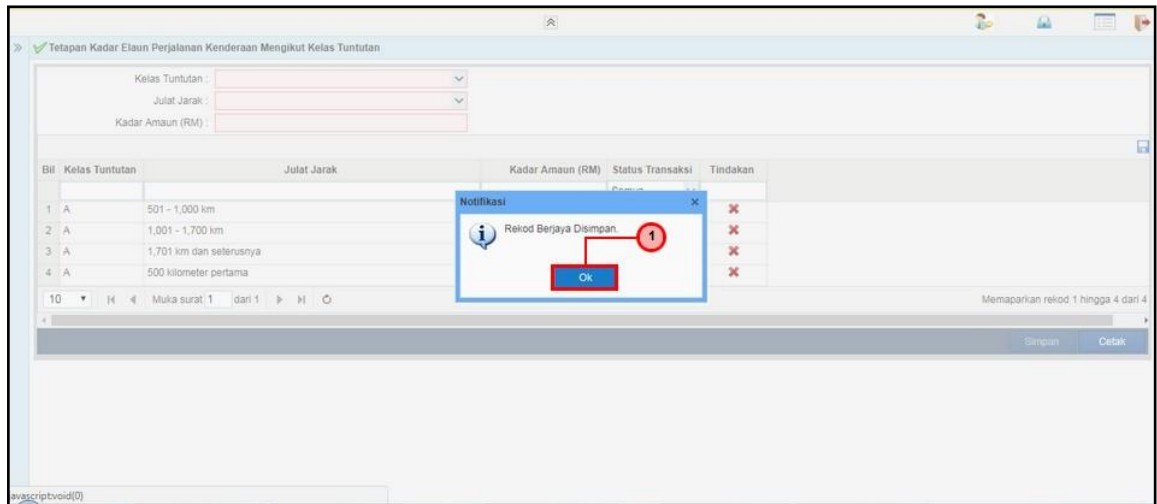 Tetapan Kadar Elaun Perjalanan Kenderaan Mengikut Kelas Tuntutan
Kelas Tuntutan :
Julat Jarak :
Kadar Amaun (RM) :
Bil Kelas Tuntutan Julat Jarak Kadar Amaun (RM) Status Transaksi Tindakan
Semua
Notifikasi x
Rekod Berjaya Disimpan.
1
Ok
1 A 501 - 1,000 km
2 A 1,001 - 1,700 km
3 A 1,701 km dan seterusnya
4 A 500 kilometer pertama
10 Muka surat 1 dari 1 Memaparkan rekod 1 hingga 4 dari 4
Simpan Cetak
avascript:void(0)